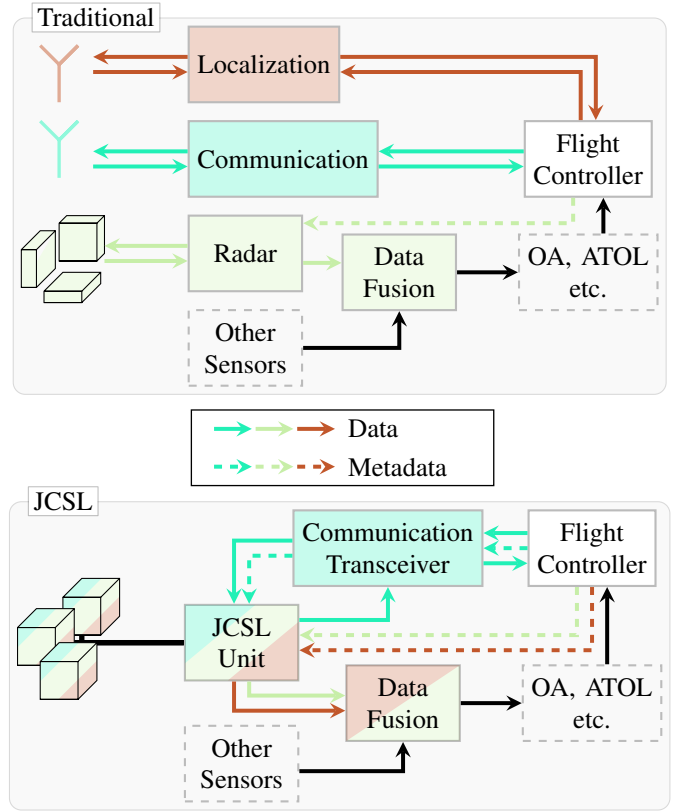 Traditional
Localization
Communication
Flight
Controller
Radar
Data
Fusion
OA, ATOL
etc.
Other
Sensors
Data
Metadata
JCSL
Communication
Transceiver
Flight
Controller
JCSL
Unit
Data
Fusion
OA, ATOL
etc.
Other
Sensors